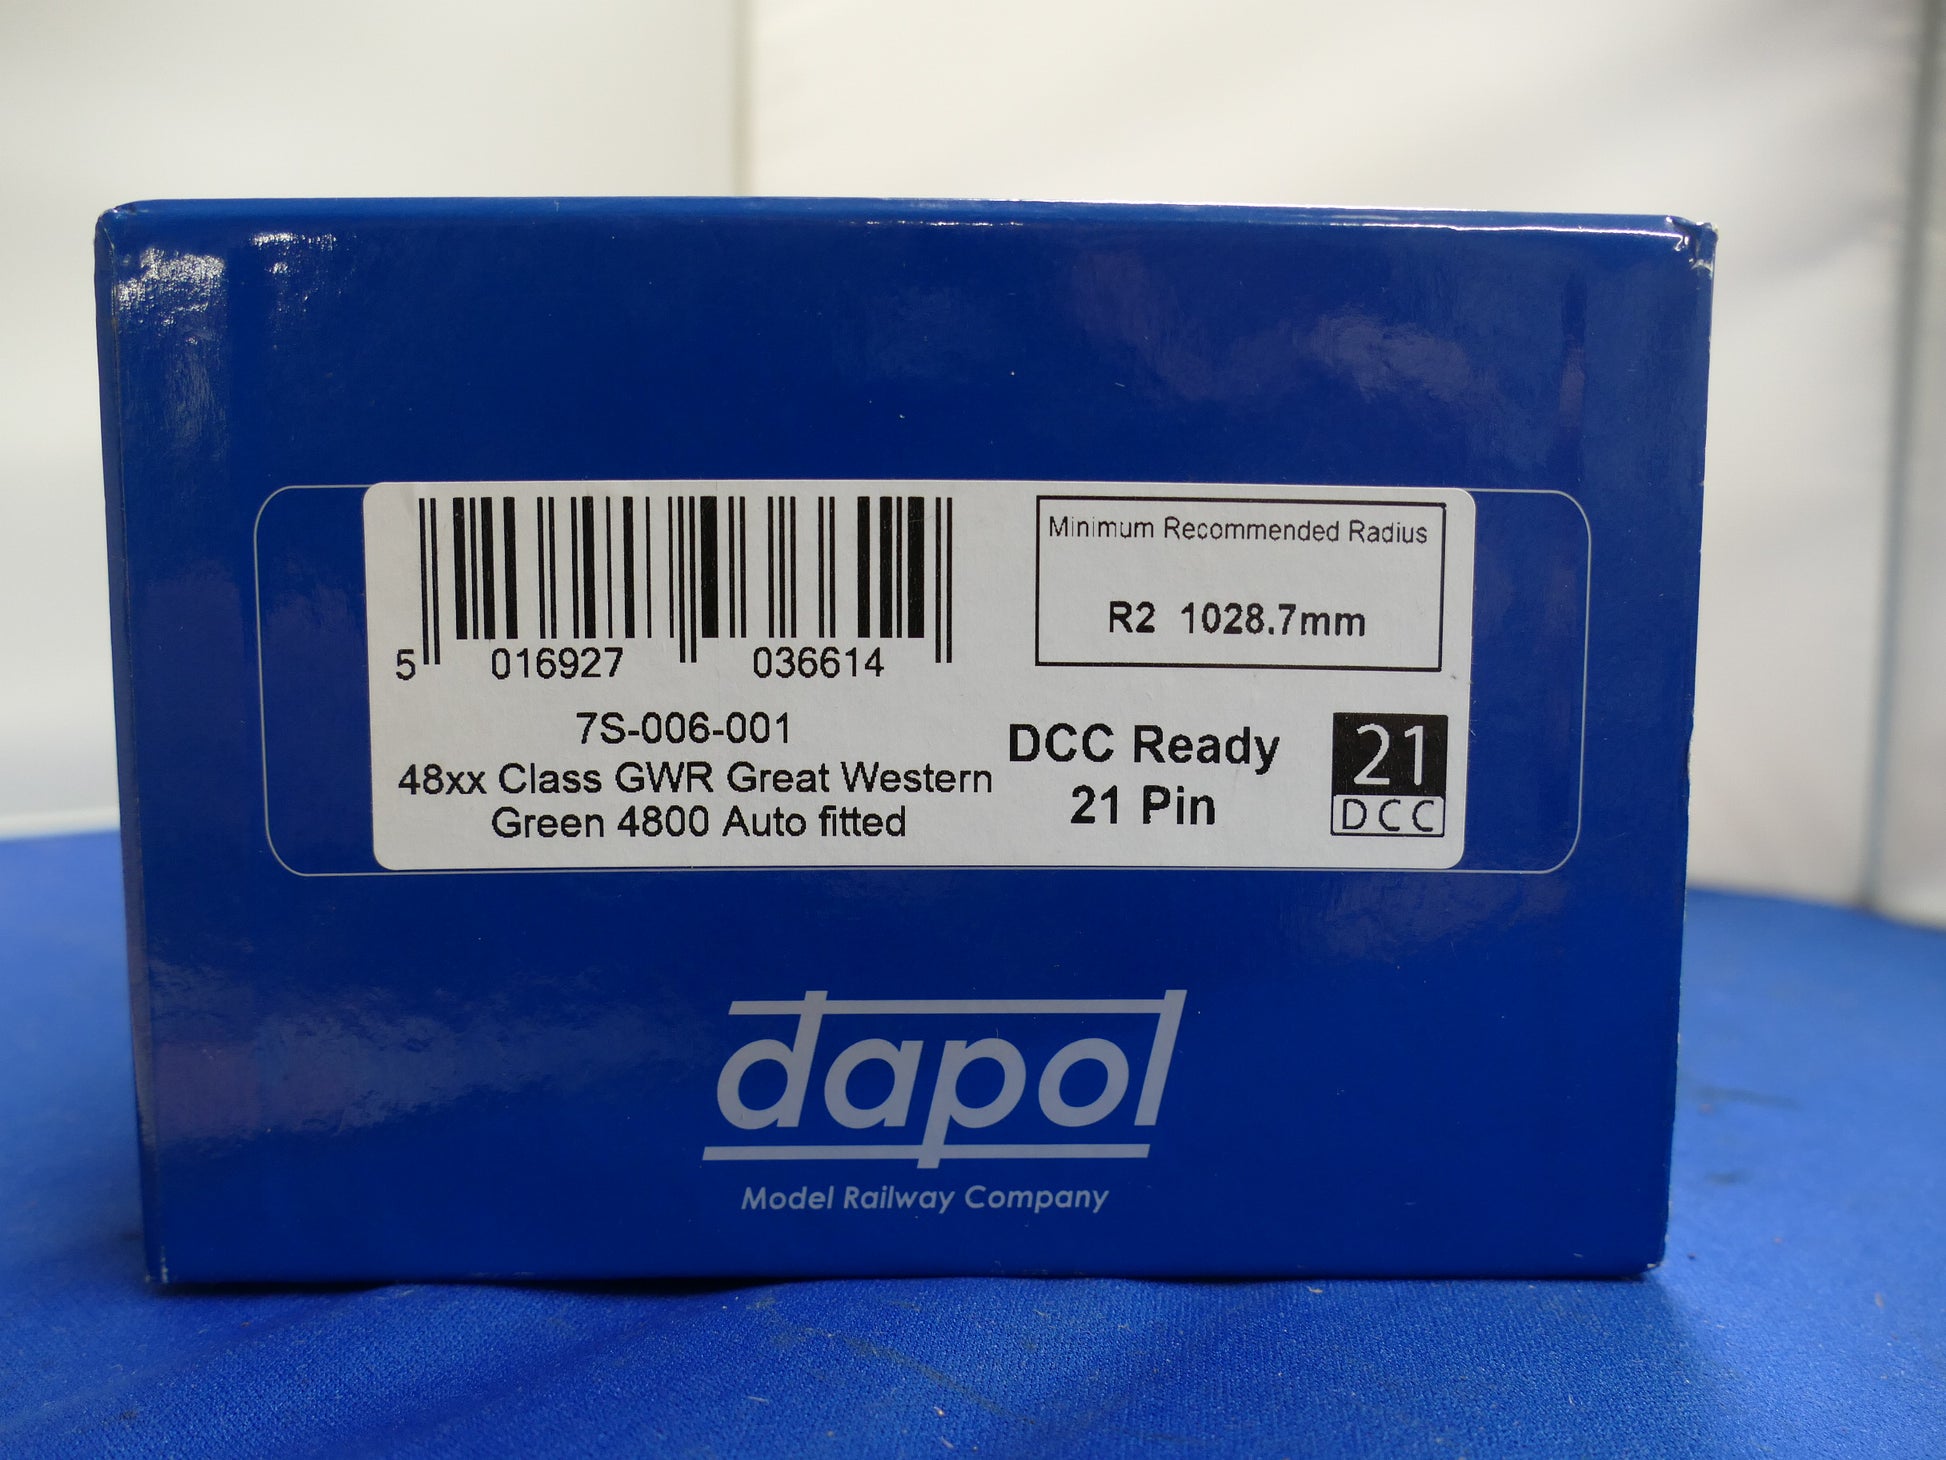 5 016927 036614
7S-006-001
48xx Class GWR Great Western
Green 4800 Auto fitted
Minimum Recommended Radius
R2 1028.7mm
DCC Ready
21 Pin
21
DCC
dapol
Model Railway Company